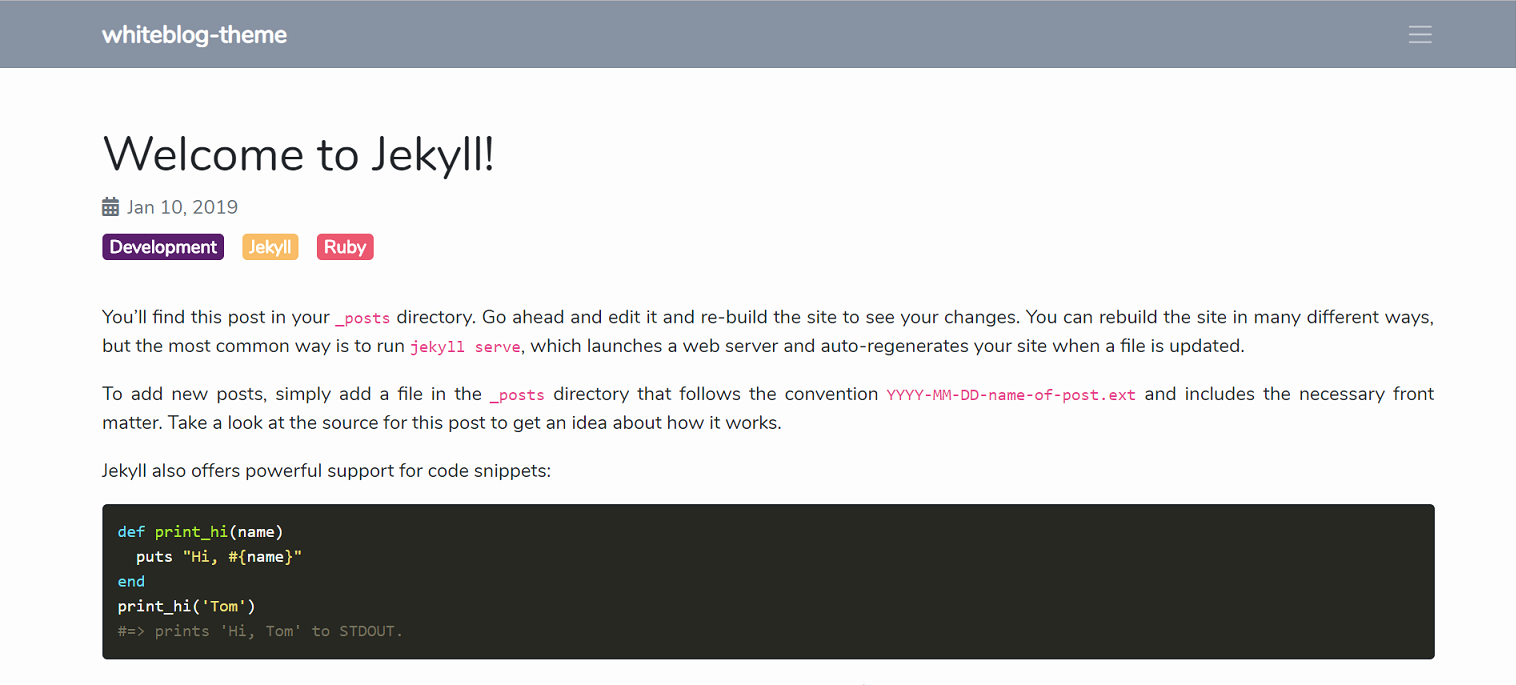 whiteblog-theme
Welcome to Jekyll!
Jan 10, 2019
Development Jekyll Ruby
You’ll find this post in your _posts directory. Go ahead and edit it and re-build the site to see your changes. You can rebuild the site in many different ways,
but the most common way is to run jekyll serve, which launches a web server and auto-regenerates your site when a file is updated.
To add new posts, simply add a file in the _posts directory that follows the convention YYYY-MM-DD-name-of-post.ext and includes the necessary front
matter. Take a look at the source for this post to get an idea about how it works.
Jekyll also offers powerful support for code snippets:
def print_hi(name)
  puts "Hi, #{name}"
end
print_hi('Tom')
#=> prints 'Hi, Tom' to STDOUT.